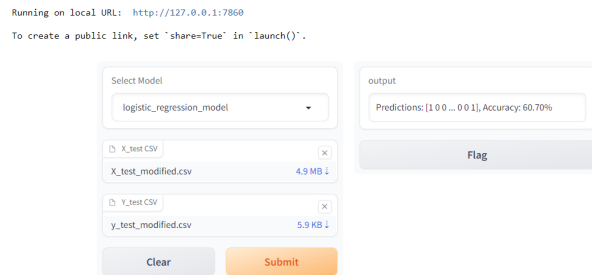 Running on local URL:  http://127.0.0.1:7860
To create a public link, set `share=True` in `launch()`.
Select Model
logistic_regression_model
X_test CSV
X_test_modified.csv
4.9 MB ↓
Y_test CSV
y_test_modified.csv
5.9 KB ↓
Clear
Submit
output
Predictions: [1 0 0 ... 0 0 1], Accuracy: 60.70%
Flag